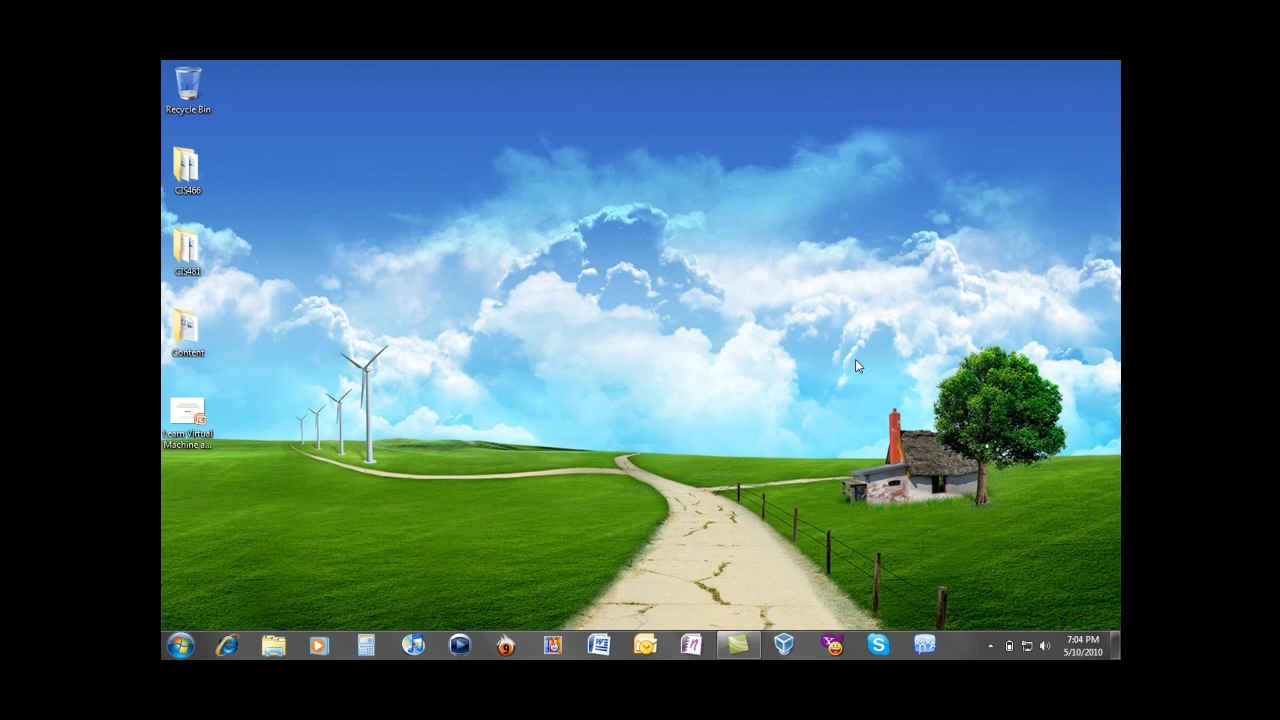 Recycle Bin
CIS466
CIS481
Content
Learn Virtual
Machine a...
7:04 PM
5/10/2010